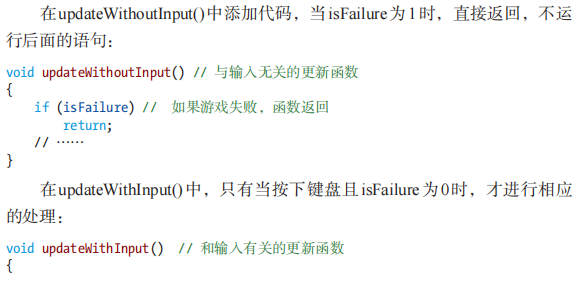 在updateWithoutInput()中添加代码，当isFailure为1时，直接返回，不运
行后面的语句：
void updateWithoutInput() // 与输入无关的更新函数
{
    if (isFailure) //  如果游戏失败，函数返回
        return;
    // ……
}
在updateWithInput()中，只有当按下键盘且isFailure为0时，才进行相应
的处理：
void updateWithInput()  // 和输入有关的更新函数
{